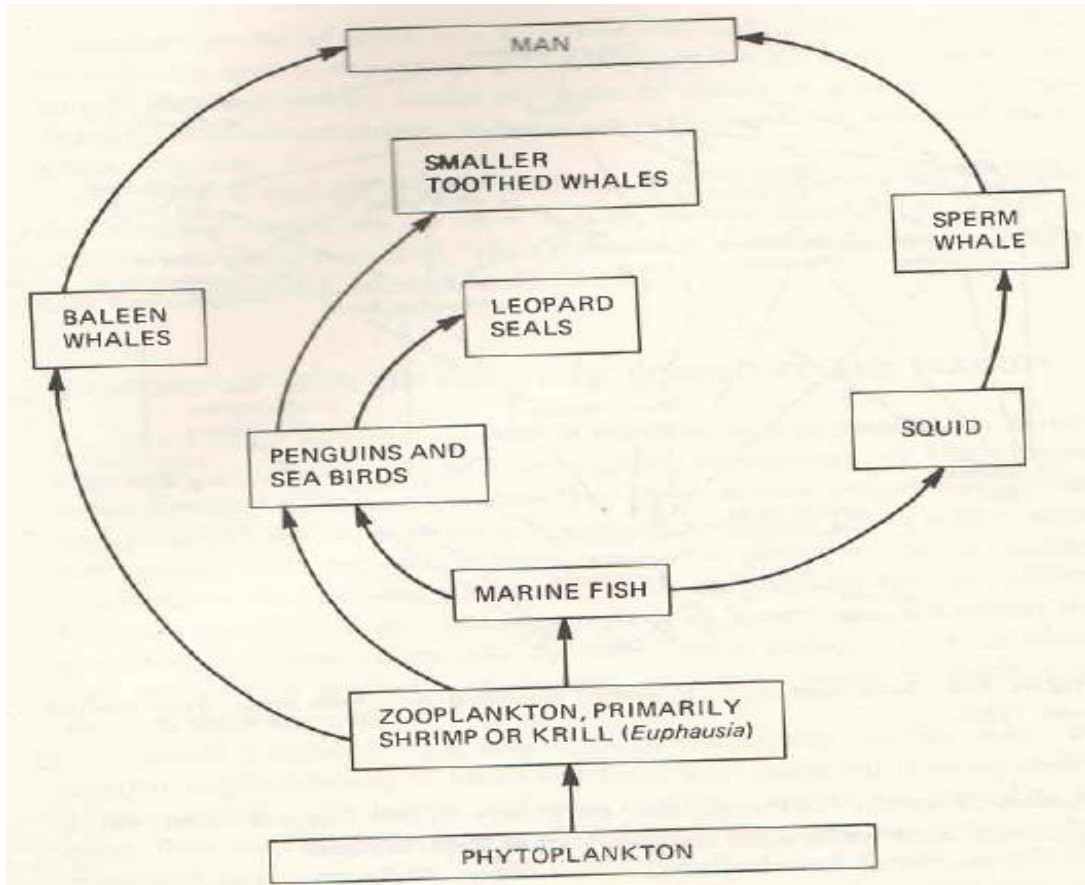 MAN
SMALLER
TOOTHED WHALES
SPERM
WHALE
BALEEN
WHALES
LEOPARD
SEALS
SQUID
PENGUINS AND
SEA BIRDS
MARINE FISH
ZOOPLANKTON, PRIMARILY
SHRIMP OR KRILL (Euphausia)
PHYTOPLANKTON